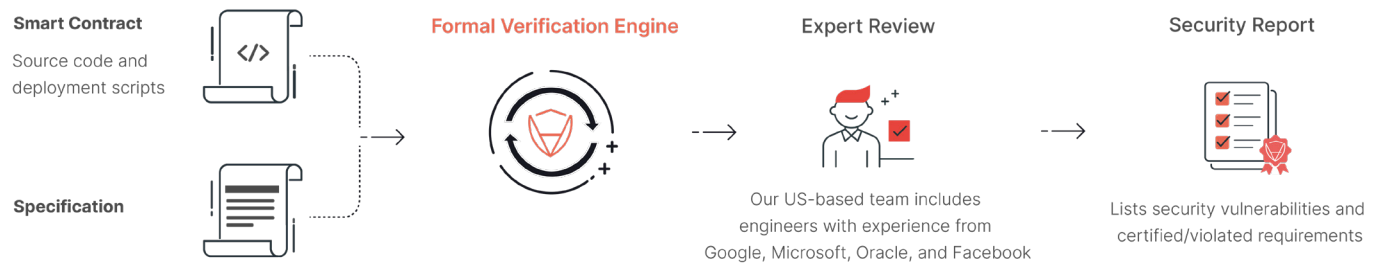 Smart Contract
Source code and
deployment scripts
</>
Specification
Formal Verification Engine
Expert Review
Our US-based team includes
engineers with experience from
Google, Microsoft, Oracle, and Facebook
Security Report
Lists security vulnerabilities and
certified/violated requirements